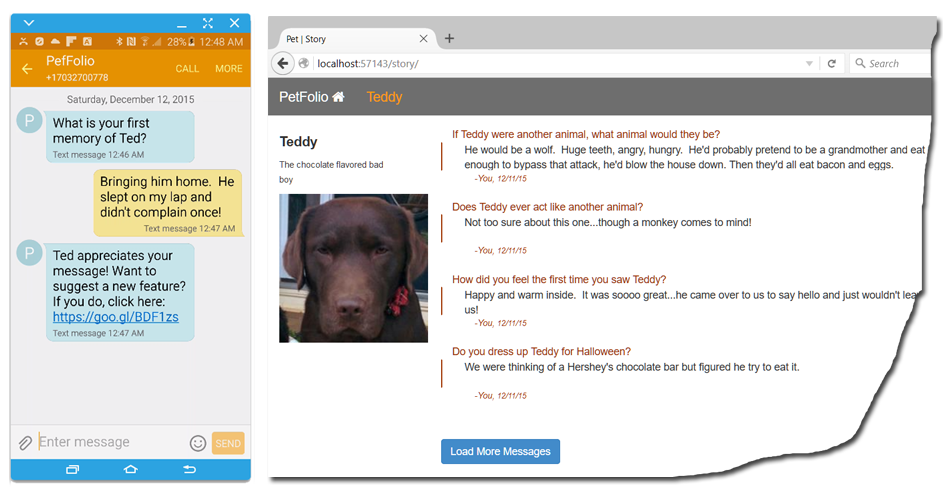 28% 12:48 AM
PefFolio
+17032700778
CALL MORE
Saturday, December 12, 2015
P
What is your first
memory of Ted?
Text message 12:46 AM
Bringing him home. He
slept on my lap and
didn't complain once!
Text message 12:47 AM
P
Ted appreciates your
message! Want to
suggest a new feature?
If you do, click here:
https://goo.gl/BDF1zs
Text message 12:47 AM
Enter message
SEND
Pet | Story
localhost:57143/story/
Search
PetFolio
Teddy
Teddy
The chocolate flavored bad
boy
If Teddy were another animal, what animal would they be?
He would be a wolf. Huge teeth, angry, hungry. He'd probably pretend to be a grandmother and eat
enough to bypass that attack, he'd blow the house down. Then they'd all eat bacon and eggs.
-You, 12/11/15
Does Teddy ever act like another animal?
Not too sure about this one...though a monkey comes to mind!
-You, 12/11/15
How did you feel the first time you saw Teddy?
Happy and warm inside. It was soooo great...he came over to us to say hello and just wouldn't
us!
-You, 12/11/15
Do you dress up Teddy for Halloween?
We were thinking of a Hershey's chocolate bar but figured he try to eat it.
-You, 12/11/15
Load More Messages